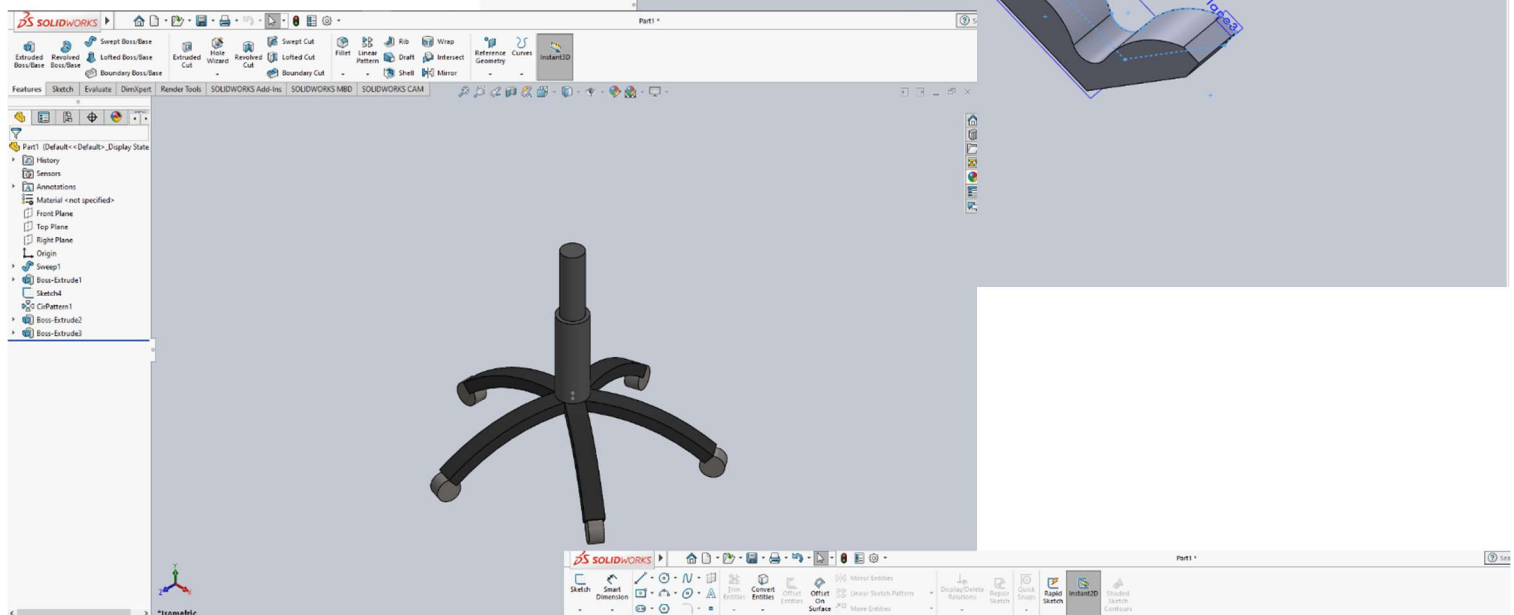 SOLIDWORKS
Part1 *
Extruded Boss/Base
Revolved Boss/Base
Swept Boss/Base
Lofted Boss/Base
Boundary Boss/Base
Extruded Cut
Hole Wizard
Revolved Cut
Swept Cut
Lofted Cut
Boundary Cut
Fillet
Linear Pattern
Rib
Draft
Shell
Wrap
Intersect
Mirror
Reference Geometry
Curves
Instant3D
Features Sketch Evaluate DimXpert Render Tools SOLIDWORKS Add-Ins SOLIDWORKS MBD SOLIDWORKS CAM
Part1 (Default<<Default>_Display State
History
Sensors
Annotations
Material <not specified>
Front Plane
Top Plane
Right Plane
Origin
Sweep1
Boss-Extrude1
Sketch4
CirPattern1
Boss-Extrude2
Boss-Extrude3
*Isometric
SOLIDWORKS
Part1 *
Sketch
Smart Dimension
Trim Entities
Convert Entities
Offset Entities
Offset On Surface
Mirror Entities
Linear Sketch Pattern
Move Entities
Display/Delete Relations
Repair Sketch
Quick Snaps
Rapid Sketch
Instant2D
Shaded Sketch Contours